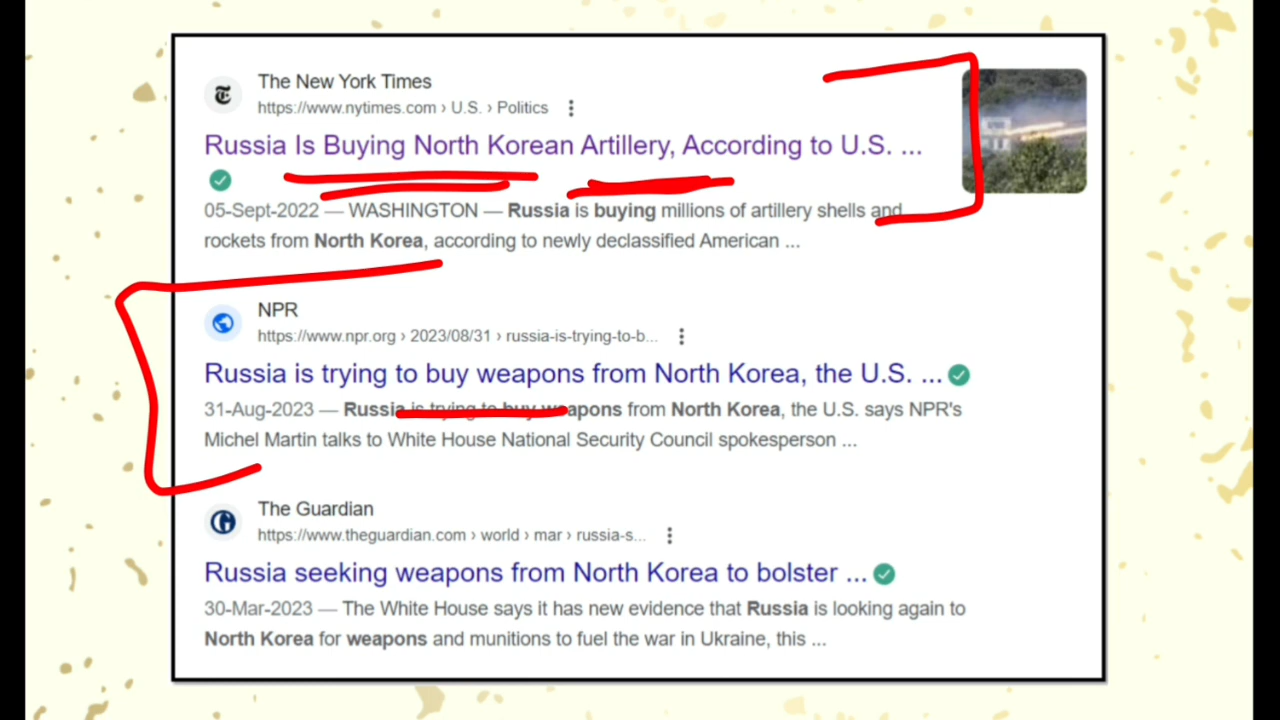 The New York Times
https://www.nytimes.com › U.S. › Politics
Russia Is Buying North Korean Artillery, According to U.S. ...
05-Sept-2022 — WASHINGTON — Russia is buying millions of artillery shells and
rockets from North Korea, according to newly declassified American ...
NPR
https://www.npr.org › 2023/08/31 › russia-is-trying-to-b...
Russia is trying to buy weapons from North Korea, the U.S. ...
31-Aug-2023 — Russia is trying to buy weapons from North Korea, the U.S. says NPR's
Michel Martin talks to White House National Security Council spokesperson ...
The Guardian
https://www.theguardian.com › world › mar › russia-s...
Russia seeking weapons from North Korea to bolster ...
30-Mar-2023 — The White House says it has new evidence that Russia is looking again to
North Korea for weapons and munitions to fuel the war in Ukraine, this ...